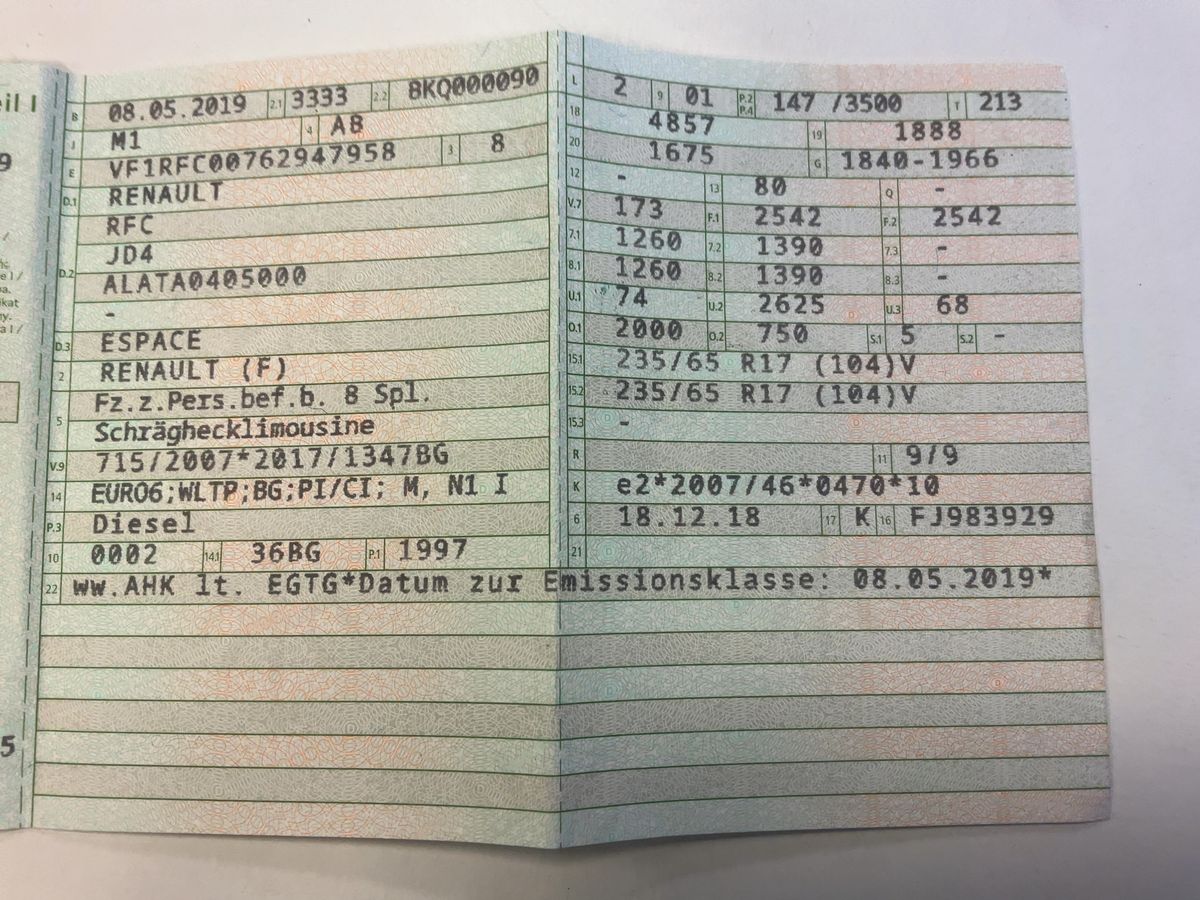 eil I
9
5
B 08.05.2019 2.1 3333 2.2 8KQ000090
J M1 4 AB
E VF1RFC00762947958 3 8
D.1 RENAULT
RFC
D.2 JD4
ALATA0405000
-
D.3 ESPACE
2 RENAULT (F)
5 Fz.z.Pers.bef.b. 8 Spl.
Schräghecklimousine
V.9 715/2007*2017/1347BG
14 EURO6;WLTP;BG;PI/CI; M, N1 I
P.3 Diesel
10 0002 14.1 36BG P.1 1997
L 2 9 01 P.2 P.4 147 /3500 T 213
18 4857 19 1888
20 1675 G 1840-1966
12 - 13 80 Q -
V.7 173 F.1 2542 F.2 2542
7.1 1260 7.2 1390 7.3 -
8.1 1260 8.2 1390 8.3 -
U.1 74 U.2 2625 U.3 68
O.1 2000 O.2 750 S.1 5 S.2 -
15.1 235/65 R17 (104)V
15.2 235/65 R17 (104)V
15.3 -
R 11 9/9
K e2*2007/46*0470*10
6 18.12.18 17 K 16 FJ983929
21
22 ww.AHK lt. EGTG*Datum zur Emissionsklasse: 08.05.2019*